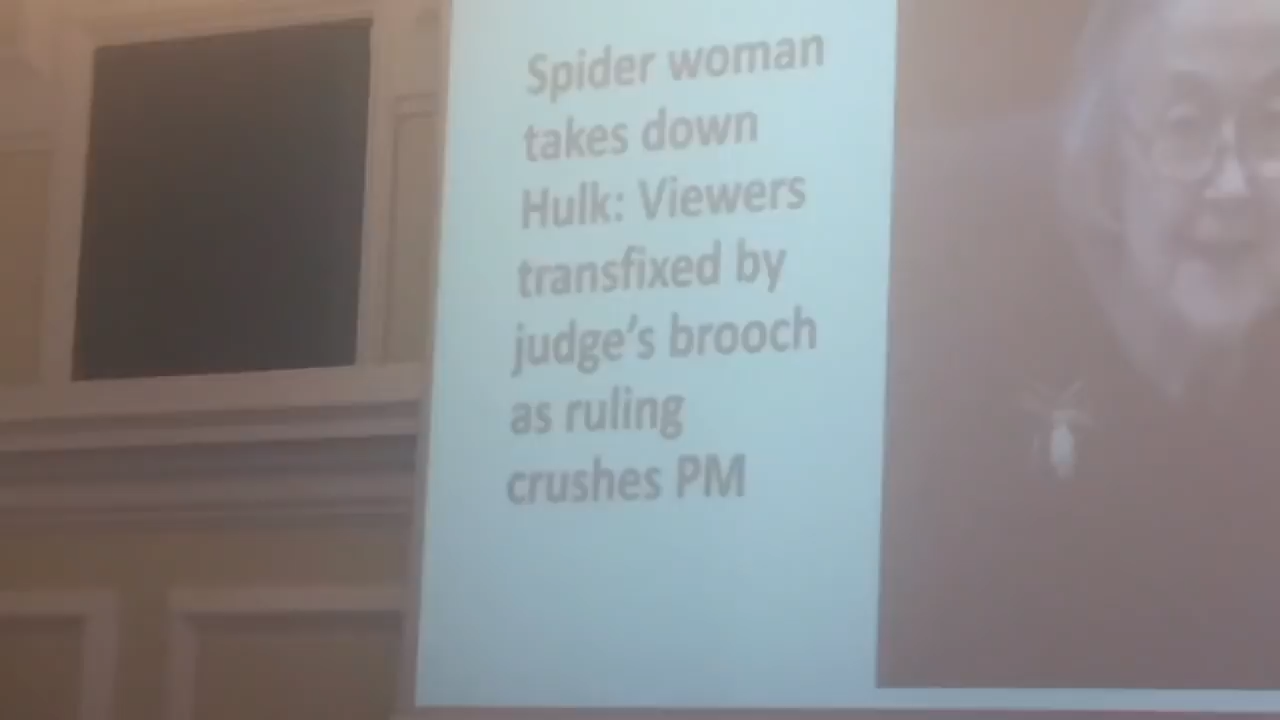 Spider woman
takes down
Hulk: Viewers
transfixed by
judge's brooch
as ruling
crushes PM